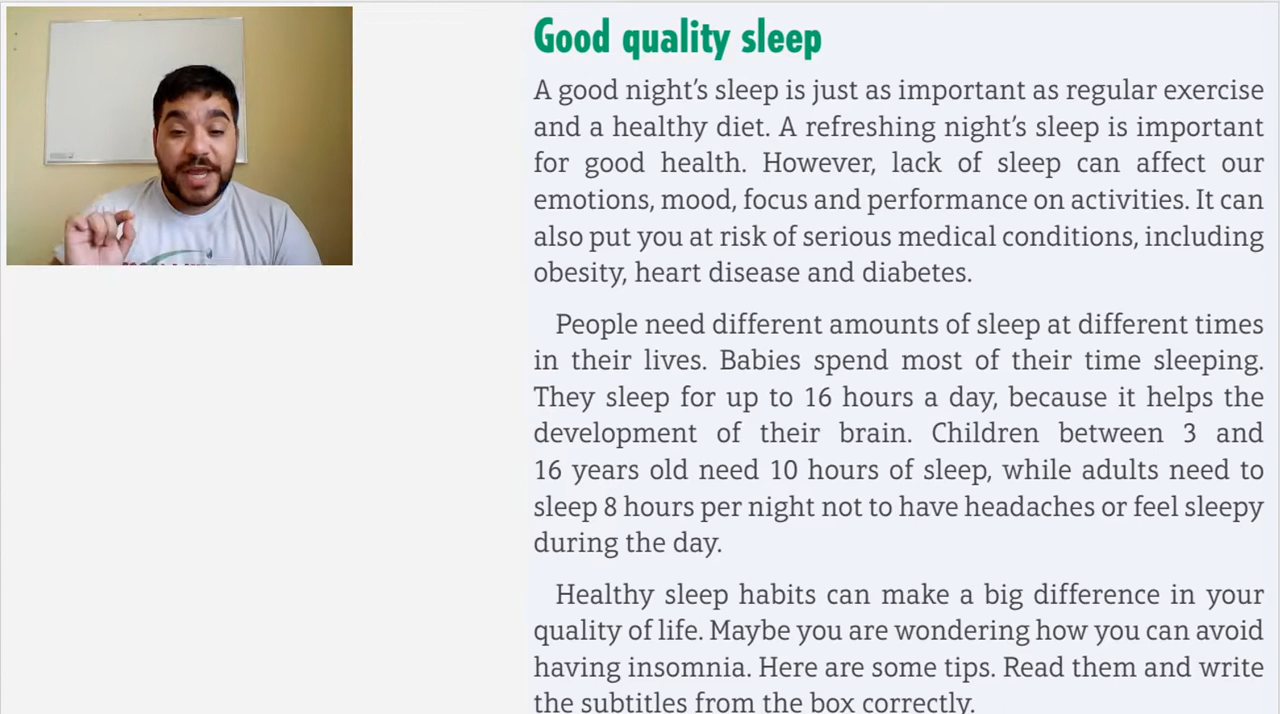 Good quality sleep
A good night's sleep is just as important as regular exercise
and a healthy diet. A refreshing night's sleep is important
for good health. However, lack of sleep can affect our
emotions, mood, focus and performance on activities. It can
also put you at risk of serious medical conditions, including
obesity, heart disease and diabetes.
People need different amounts of sleep at different times
in their lives. Babies spend most of their time sleeping.
They sleep for up to 16 hours a day, because it helps the
development of their brain. Children between 3 and
16 years old need 10 hours of sleep, while adults need to
sleep 8 hours per night not to have headaches or feel sleepy
during the day.
Healthy sleep habits can make a big difference in your
quality of life. Maybe you are wondering how you can avoid
having insomnia. Here are some tips. Read them and write
the subtitles from the box correctly.